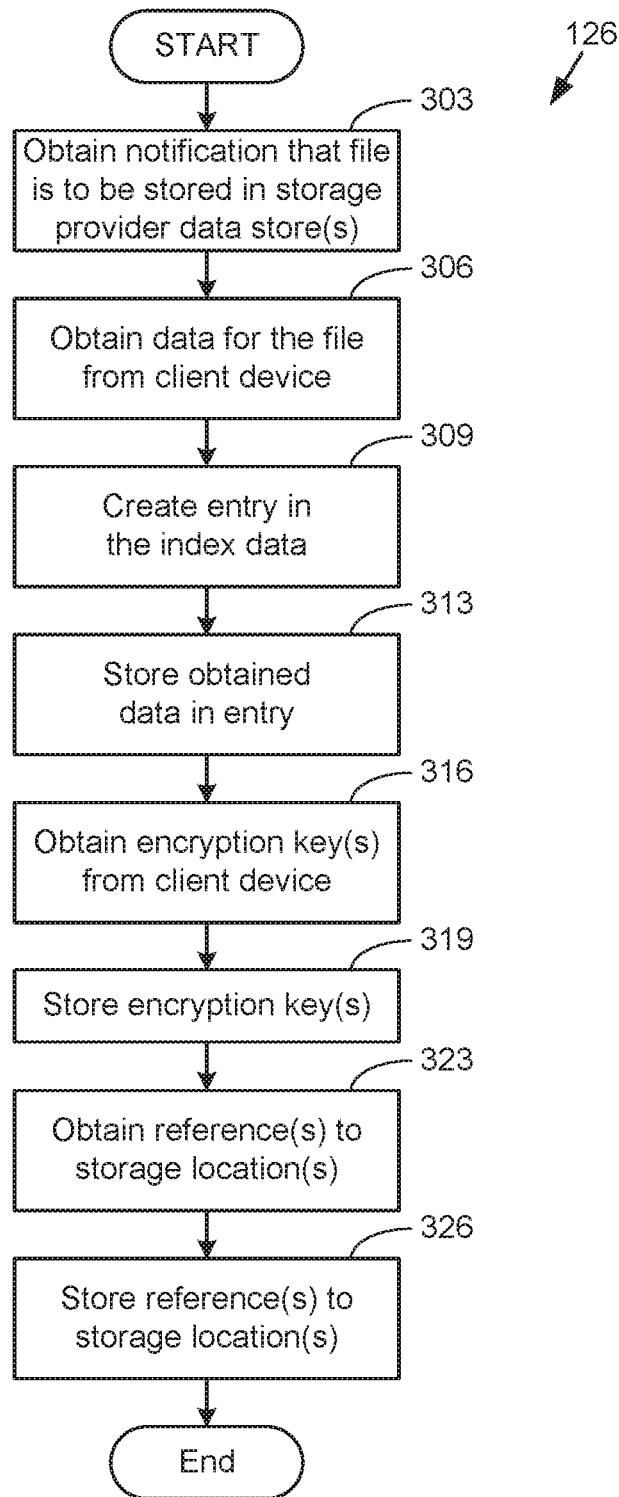 START
126
303
Obtain notification that file
is to be stored in storage
provider data store(s)
306
Obtain data for the file
from client device
309
Create entry in
the index data
313
Store obtained
data in entry
316
Obtain encryption key(s)
from client device
319
Store encryption key(s)
323
Obtain reference(s) to
storage location(s)
326
Store reference(s) to
storage location(s)
End